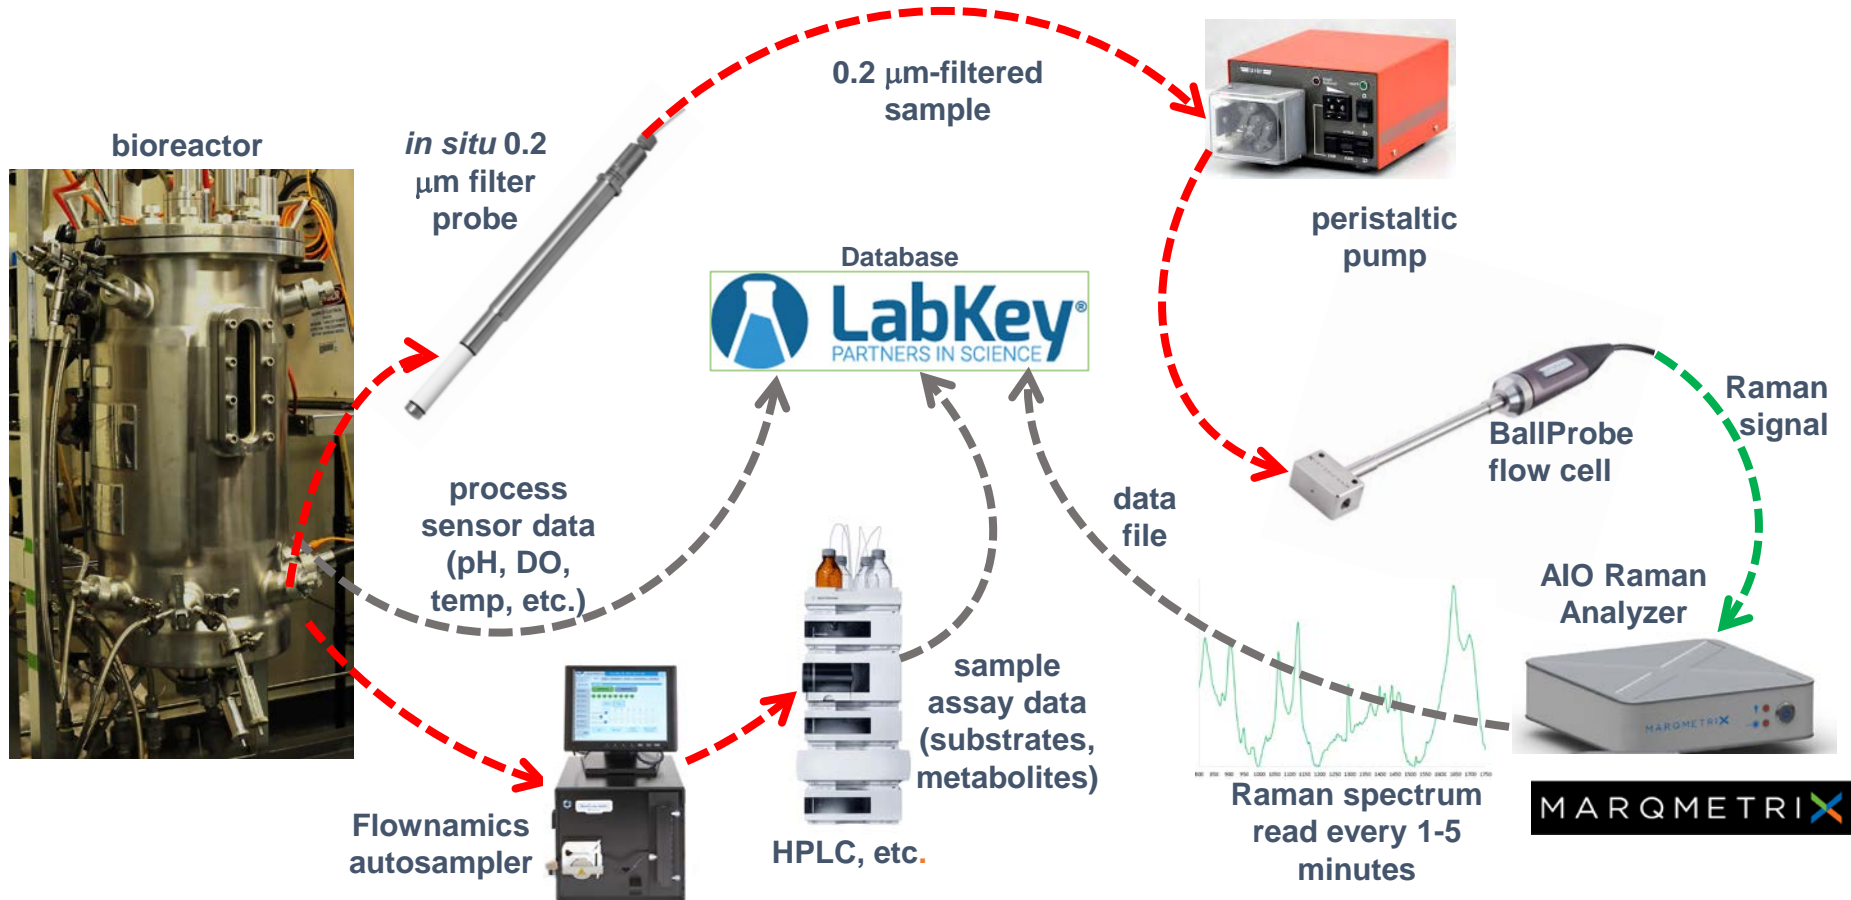 0.2 μm-filtered
sample
bioreactor
in situ 0.2
μm filter
probe
peristaltic
pump
Database
LabKey®
PARTNERS IN SCIENCE
Raman
signal
BallProbe
flow cell
process
sensor data
(pH, DO,
temp, etc.)
data
file
AIO Raman
Analyzer
sample
assay data
(substrates,
metabolites)
MARQMETRIX
Raman spectrum
read every 1-5
minutes
MARQMETRIX
Flownamics
autosampler
HPLC, etc.